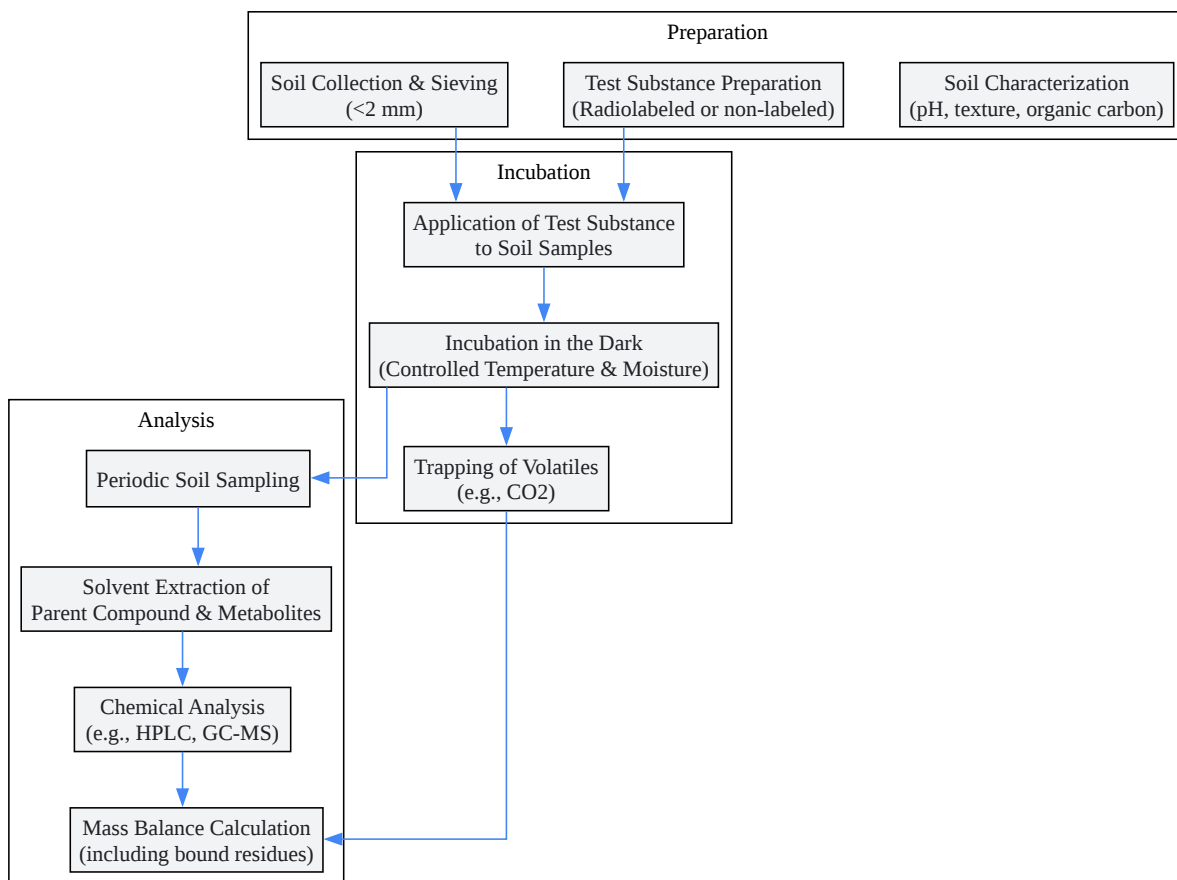 Preparation
Soil Collection & Sieving
(<2 mm)
Test Substance Preparation
(Radiolabeled or non-labeled)
Soil Characterization
(pH, texture, organic carbon)
Incubation
Application of Test Substance
to Soil Samples
Incubation in the Dark
(Controlled Temperature & Moisture)
Trapping of Volatiles
(e.g., CO2)
Analysis
Periodic Soil Sampling
Solvent Extraction of
Parent Compound & Metabolites
Chemical Analysis
(e.g., HPLC, GC-MS)
Mass Balance Calculation
(including bound residues)